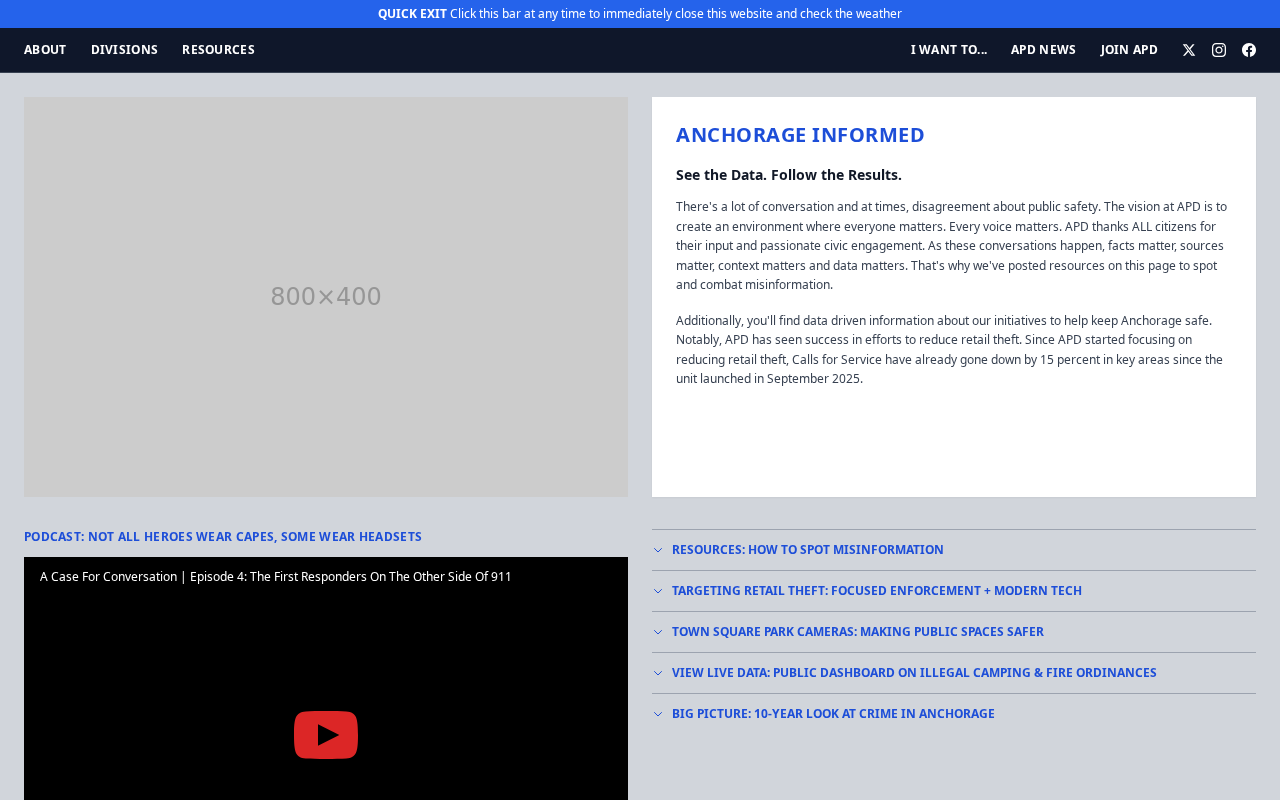 QUICK EXIT Click this bar at any time to immediately close this website and check the weather
ABOUT DIVISIONS RESOURCES I WANT TO... APD NEWS JOIN APD
800×400
ANCHORAGE INFORMED
See the Data. Follow the Results.
There's a lot of conversation and at times, disagreement about public safety. The vision at APD is to
create an environment where everyone matters. Every voice matters. APD thanks ALL citizens for
their input and passionate civic engagement. As these conversations happen, facts matter, sources
matter, context matters and data matters. That's why we've posted resources on this page to spot
and combat misinformation.
Additionally, you'll find data driven information about our initiatives to help keep Anchorage safe.
Notably, APD has seen success in efforts to reduce retail theft. Since APD started focusing on
reducing retail theft, Calls for Service have already gone down by 15 percent in key areas since the
unit launched in September 2025.
PODCAST: NOT ALL HEROES WEAR CAPES, SOME WEAR HEADSETS
A Case For Conversation | Episode 4: The First Responders On The Other Side Of 911
RESOURCES: HOW TO SPOT MISINFORMATION
TARGETING RETAIL THEFT: FOCUSED ENFORCEMENT + MODERN TECH
TOWN SQUARE PARK CAMERAS: MAKING PUBLIC SPACES SAFER
VIEW LIVE DATA: PUBLIC DASHBOARD ON ILLEGAL CAMPING & FIRE ORDINANCES
BIG PICTURE: 10-YEAR LOOK AT CRIME IN ANCHORAGE